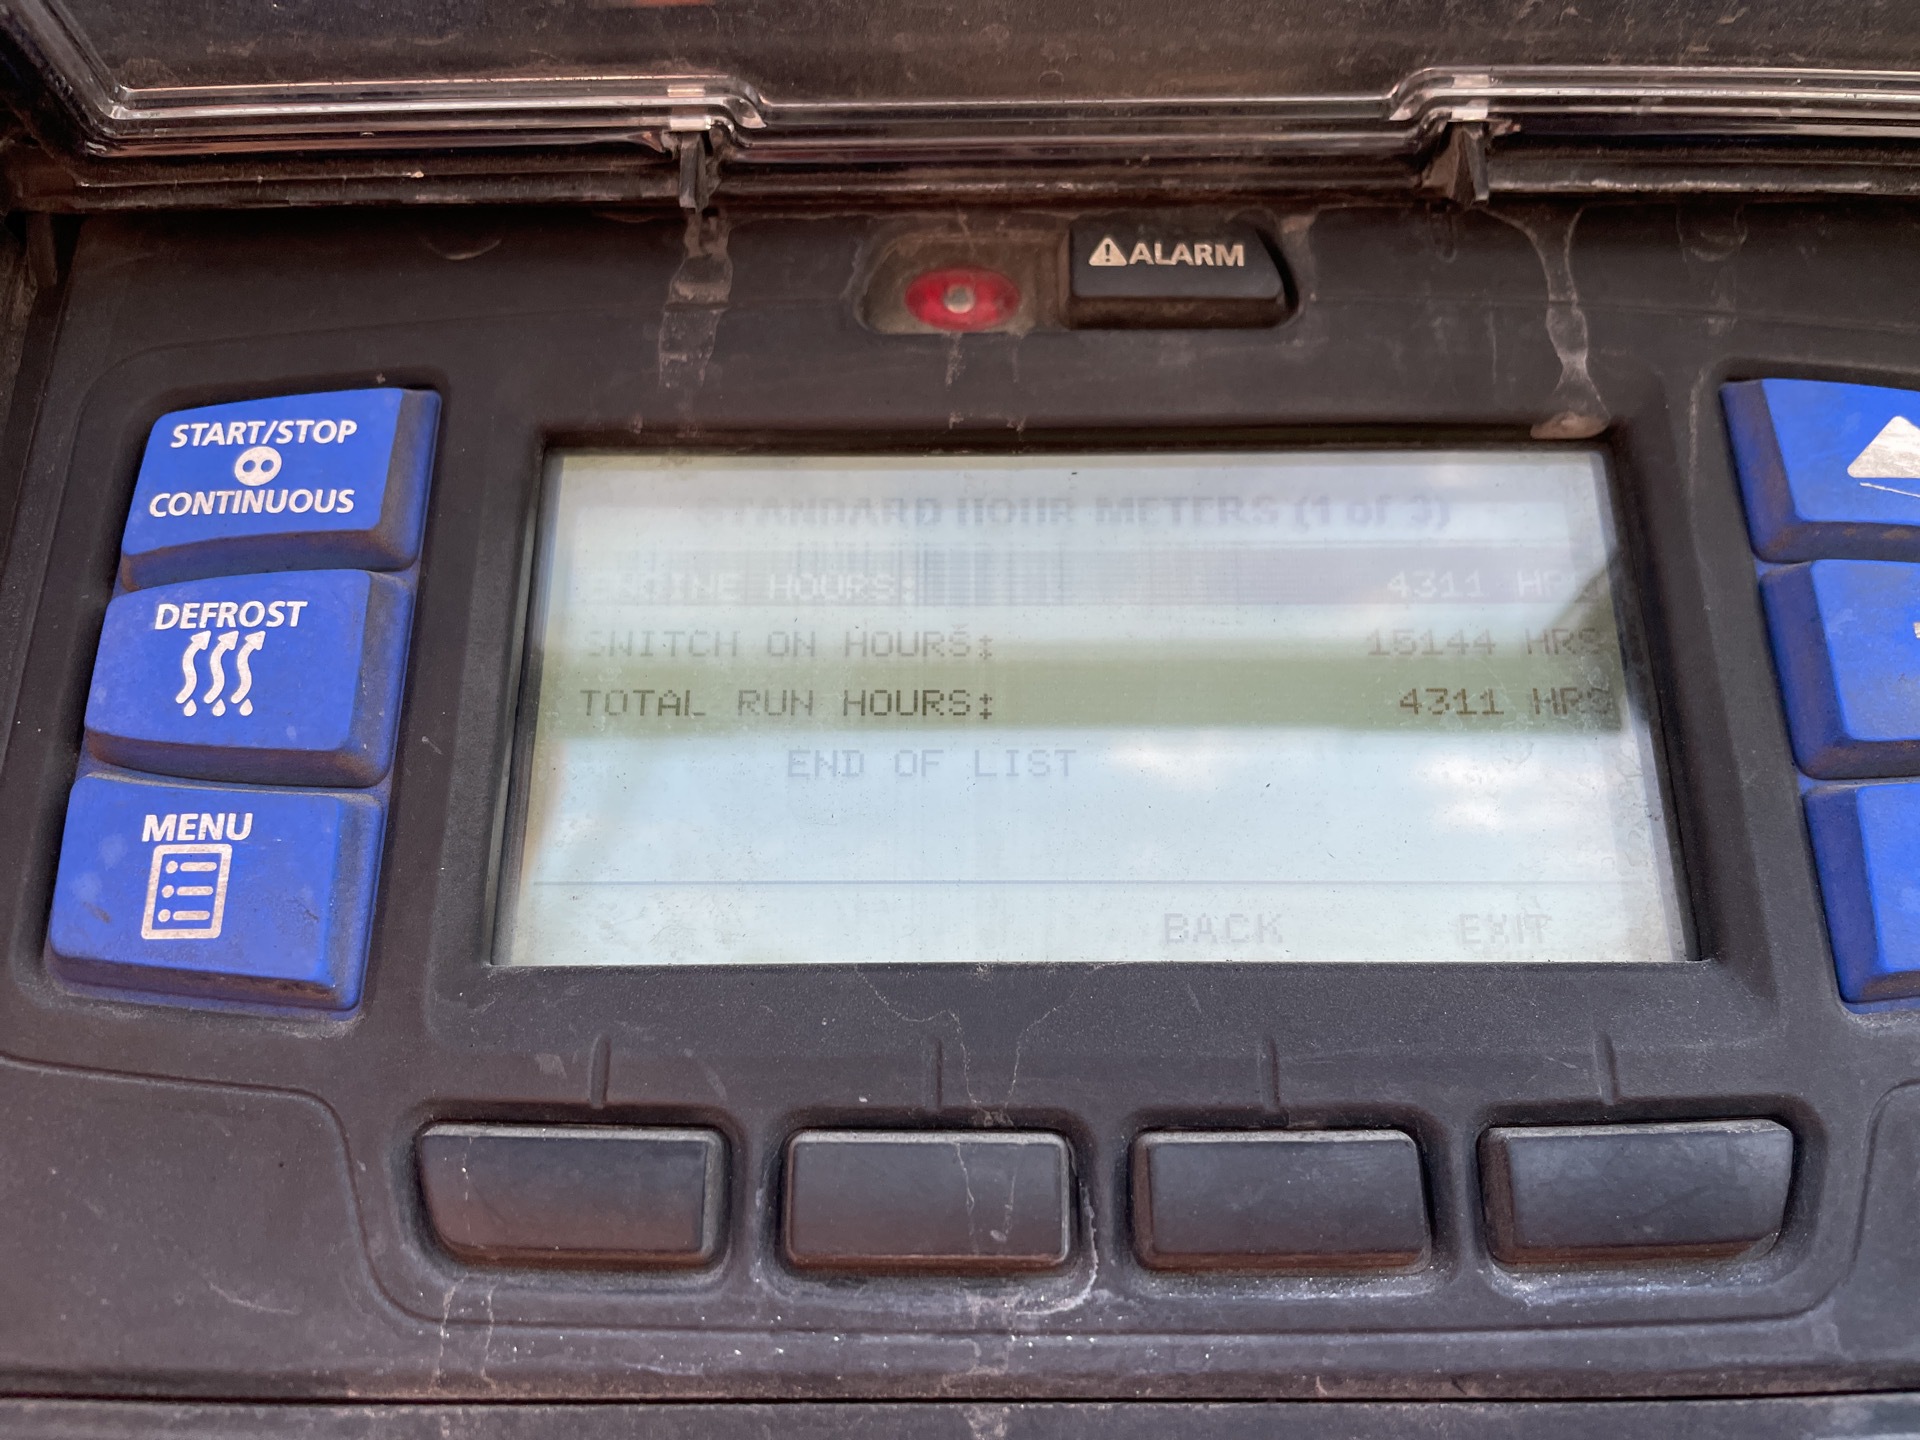 ALARM
START/STOP
CONTINUOUS
DEFROST
MENU
STANDARD HOUR METERS (1 of 3)
ENGINE HOURS: 4311 HRS
SWITCH ON HOURS: 15144 HRS
TOTAL RUN HOURS: 4311 HRS
END OF LIST
BACK EXIT